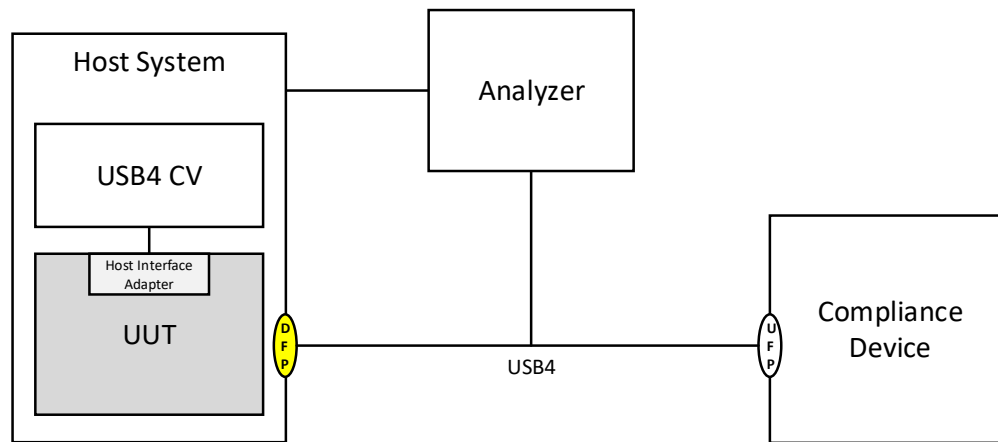 Host System
USB4 CV
Host Interface
Adapter
UUT
D
F
P
Analyzer
USB4
U
F
P
Compliance
Device